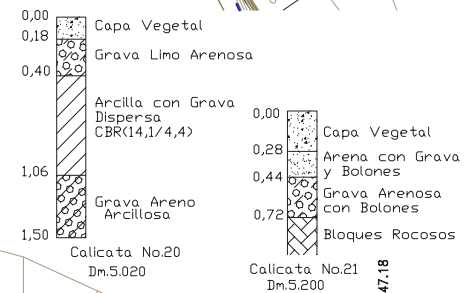 0,00
Capa Vegetal
0,18
Grava Limo Arenosa
0,40
Arcilla con Grava
Dispersa
CBR(14,1/4,4)
1,06
Grava Areno
Arcillosa
1,50
Calicata No.20
Dm.5.020
0,00
Capa Vegetal
0,28
Arena con Grava
y Bolones
0,44
Grava Arenosa
con Bolones
0,72
Bloques Rocosos
Calicata No.21
Dm.5.200
47.18